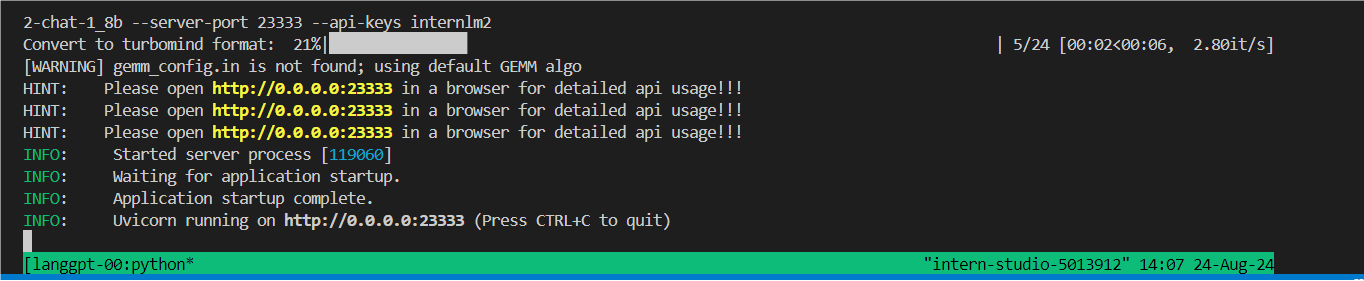 2-chat-1_8b --server-port 23333 --api-keys internlm2
Convert to turbomind format:  21%| | 5/24 [00:02<00:06,  2.80it/s]
[WARNING] gemm_config.in is not found; using default GEMM algo
HINT:    Please open http://0.0.0.0:23333 in a browser for detailed api usage!!!
HINT:    Please open http://0.0.0.0:23333 in a browser for detailed api usage!!!
HINT:    Please open http://0.0.0.0:23333 in a browser for detailed api usage!!!
INFO:     Started server process [119060]
INFO:     Waiting for application startup.
INFO:     Application startup complete.
INFO:     Uvicorn running on http://0.0.0.0:23333 (Press CTRL+C to quit)
[langgpt-00:python* "intern-studio-5013912" 14:07 24-Aug-24